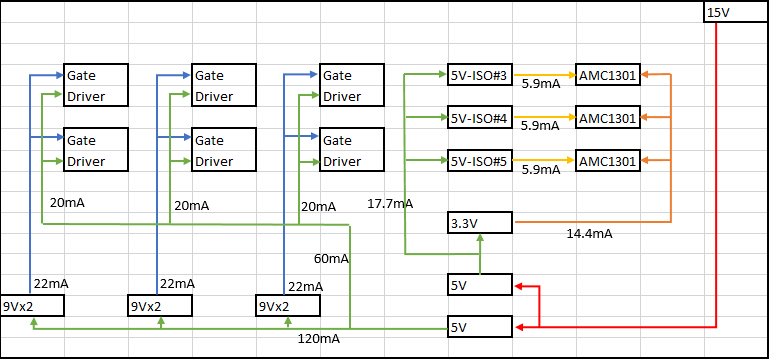 15V
Gate
Driver
Gate
Driver
Gate
Driver
5V-ISO#3
5.9mA
AMC1301
5V-ISO#4
5.9mA
AMC1301
Gate
Driver
Gate
Driver
Gate
Driver
5V-ISO#5
5.9mA
AMC1301
20mA
20mA
20mA
17.7mA
3.3V
14.4mA
60mA
22mA
22mA
22mA
5V
9Vx2
9Vx2
9Vx2
5V
120mA